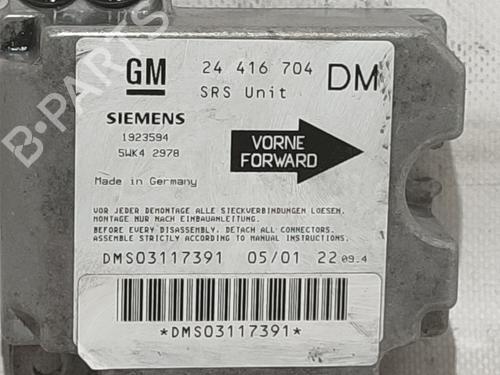 GM
24 416 704
DM
SRS Unit
SIEMENS
1923594
5WK4 2978
VORNE
FORWARD
Made in Germany
VOR JEDER DEMONTAGE ALLE STECKVERBINDUNGEN LOESEN.
MONTAGE NUR NACH EINBAUANLEITUNG.
BEFORE EVERY DISASSEMBLY, DETACH ALL CONNECTORS.
ASSEMBLE STRICTLY ACCORDING TO MANUAL INSTRUCTIONS.
DMS03117391 05/01 22 09.4
*DMS03117391*
B-PARTS